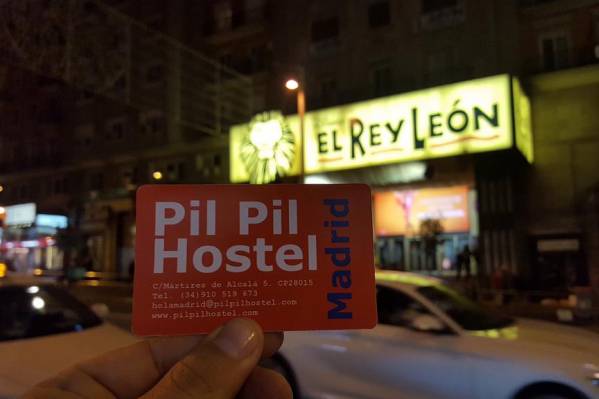 EL REY LEÓN
Pil Pil
Hostel
Madrid
C/Mártires de Alcalá 5. CP28015
Tel. (34)910 519 673
holamadrid@pilpilhostel.com
www.pilpilhostel.com